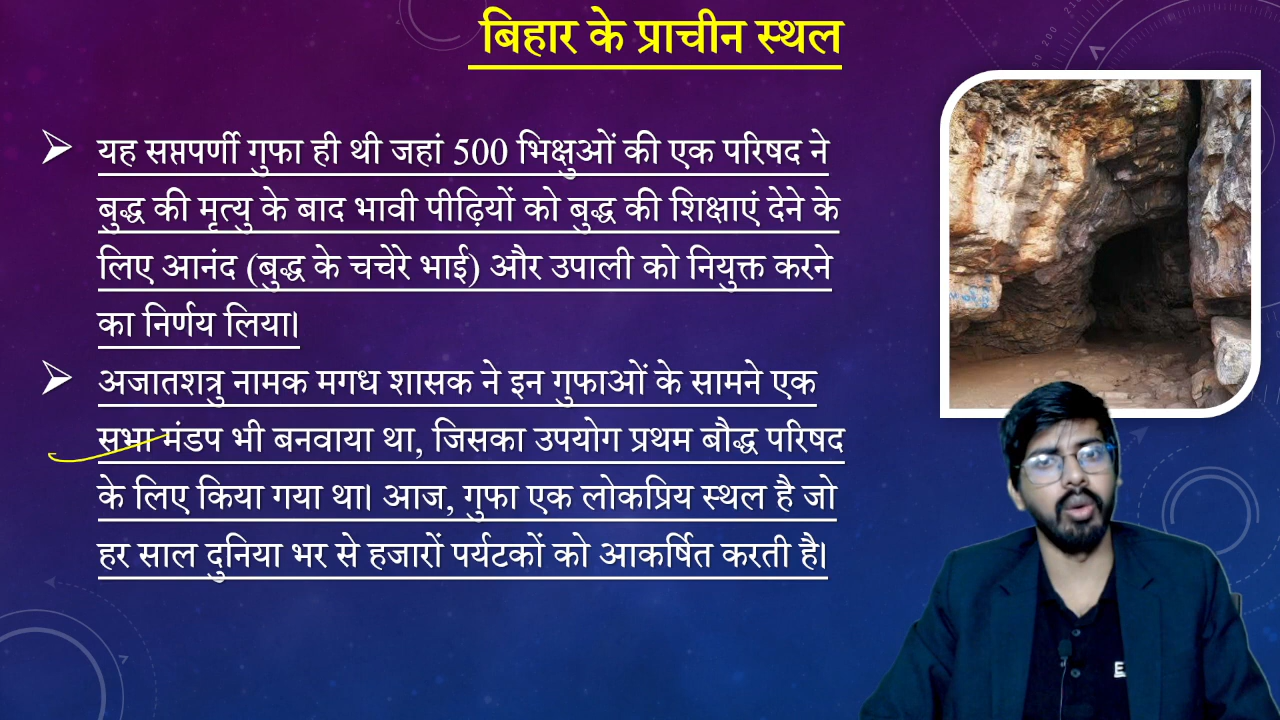 बिहार के प्राचीन स्थल
यह सप्तपर्णी गुफा ही थी जहां 500 भिक्षुओं की एक परिषद ने
बुद्ध की मृत्यु के बाद भावी पीढ़ियों को बुद्ध की शिक्षाएं देने के
लिए आनंद (बुद्ध के चचेरे भाई) और उपाली को नियुक्त करने
का निर्णय लिया।
अजातशत्रु नामक मगध शासक ने इन गुफाओं के सामने एक
सभा मंडप भी बनवाया था, जिसका उपयोग प्रथम बौद्ध परिषद
के लिए किया गया था। आज, गुफा एक लोकप्रिय स्थल है जो
हर साल दुनिया भर से हजारों पर्यटकों को आकर्षित करती है।